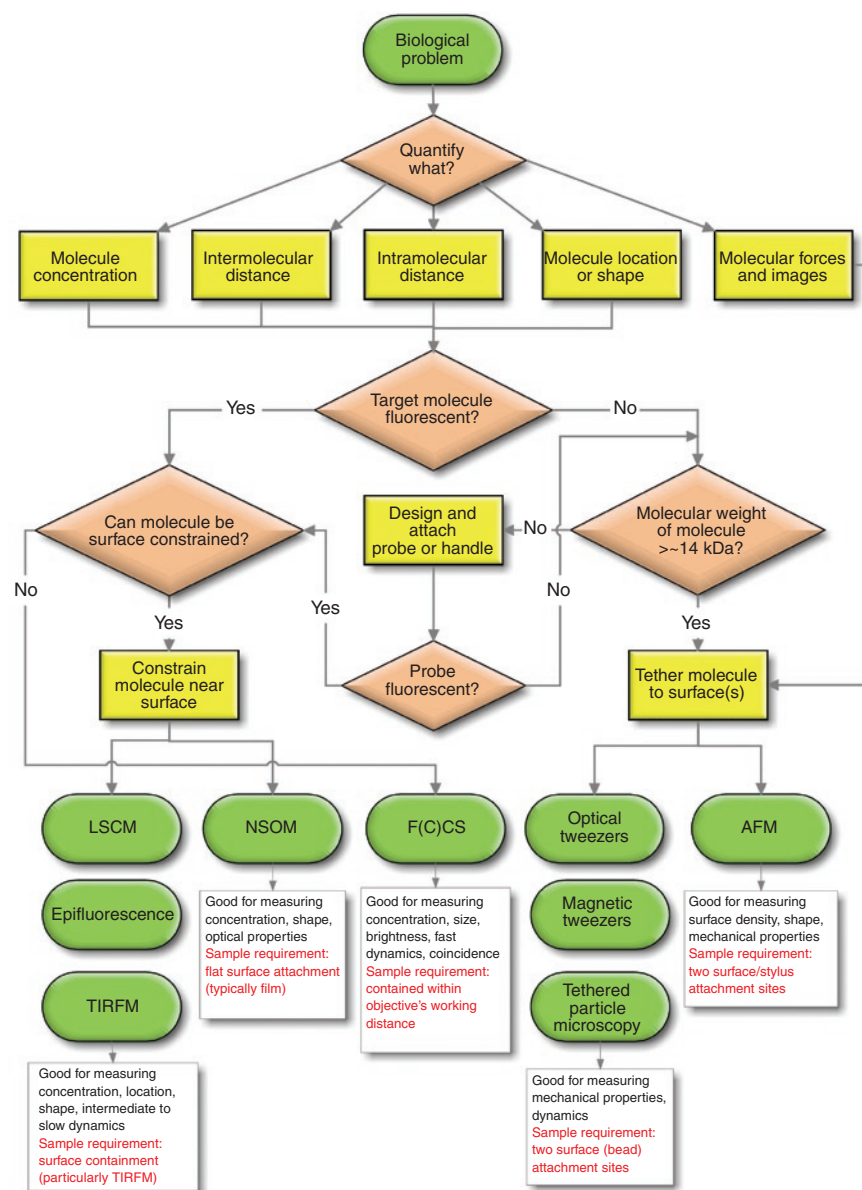 Biological
problem
Quantify
what?
Molecule
concentration
Intermolecular
distance
Intramolecular
distance
Molecule location
or shape
Molecular forces
and images
Target molecule
fluorescent?
Yes
No
Can molecule be
surface constrained?
Design and
attach
probe or handle
No
Molecular weight
of molecule
>~14 kDa?
No
Yes
Yes
No
Yes
Constrain
molecule near
surface
Probe
fluorescent?
Tether molecule
to surface(s)
LSCM
NSOM
F(C)CS
Optical
tweezers
AFM
Epifluorescence
TIRFM
Good for measuring
concentration, location,
shape, intermediate to
slow dynamics
Sample requirement:
surface containment
(particularly TIRFM)
Good for measuring
concentration, shape,
optical properties
Sample requirement:
flat surface attachment
(typically film)
Good for measuring
concentration, size,
brightness, fast
dynamics, coincidence
Sample requirement:
contained within
objective's working
distance
Magnetic
tweezers
Tethered
particle
microscopy
Good for measuring
mechanical properties,
dynamics
Sample requirement:
two surface (bead)
attachment sites
Good for measuring
surface density, shape,
mechanical properties
Sample requirement:
two surface/stylus
attachment sites